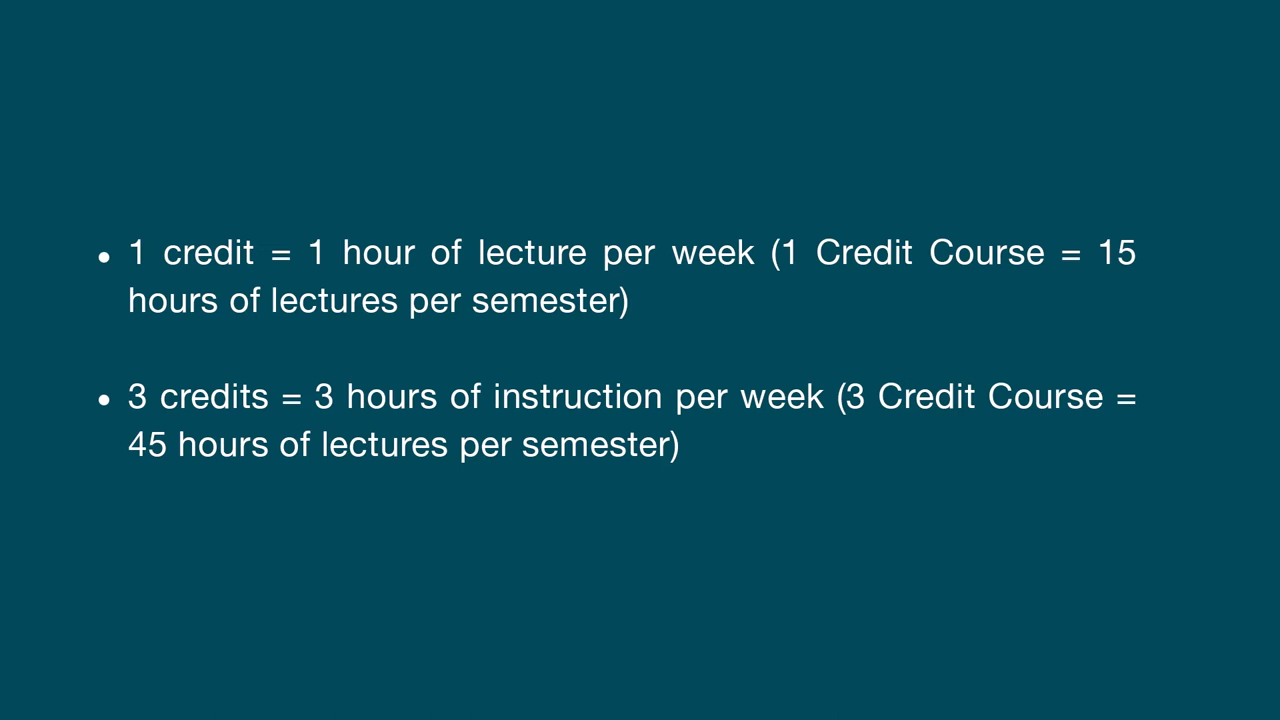 • 1 credit = 1 hour of lecture per week (1 Credit Course = 15
hours of lectures per semester)
• 3 credits = 3 hours of instruction per week (3 Credit Course =
45 hours of lectures per semester)